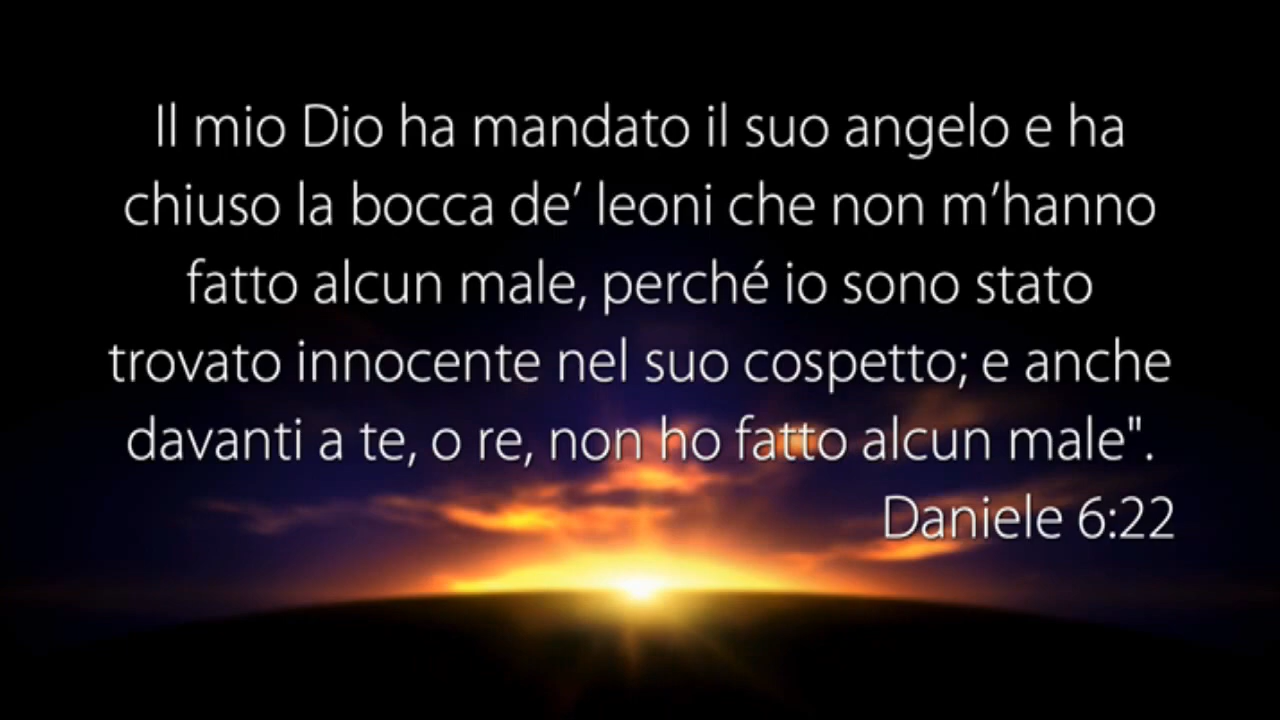 Il mio Dio ha mandato il suo angelo e ha
chiuso la bocca de’ leoni che non m’hanno
fatto alcun male, perché io sono stato
trovato innocente nel suo cospetto; e anche
davanti a te, o re, non ho fatto alcun male".
Daniele 6:22